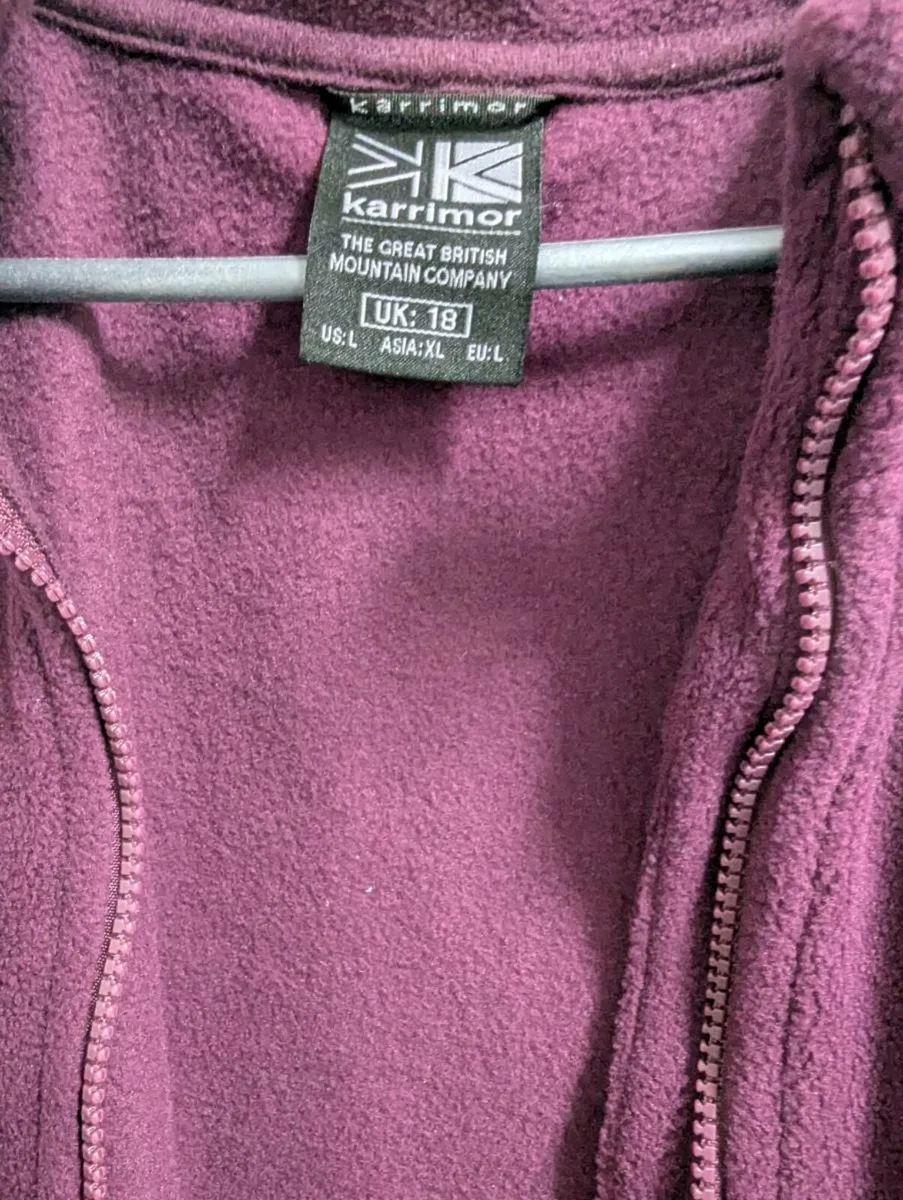 karrimor
karrimor
THE GREAT BRITISH
MOUNTAIN COMPANY
UK: 18
US:L ASIA:XL EU:L